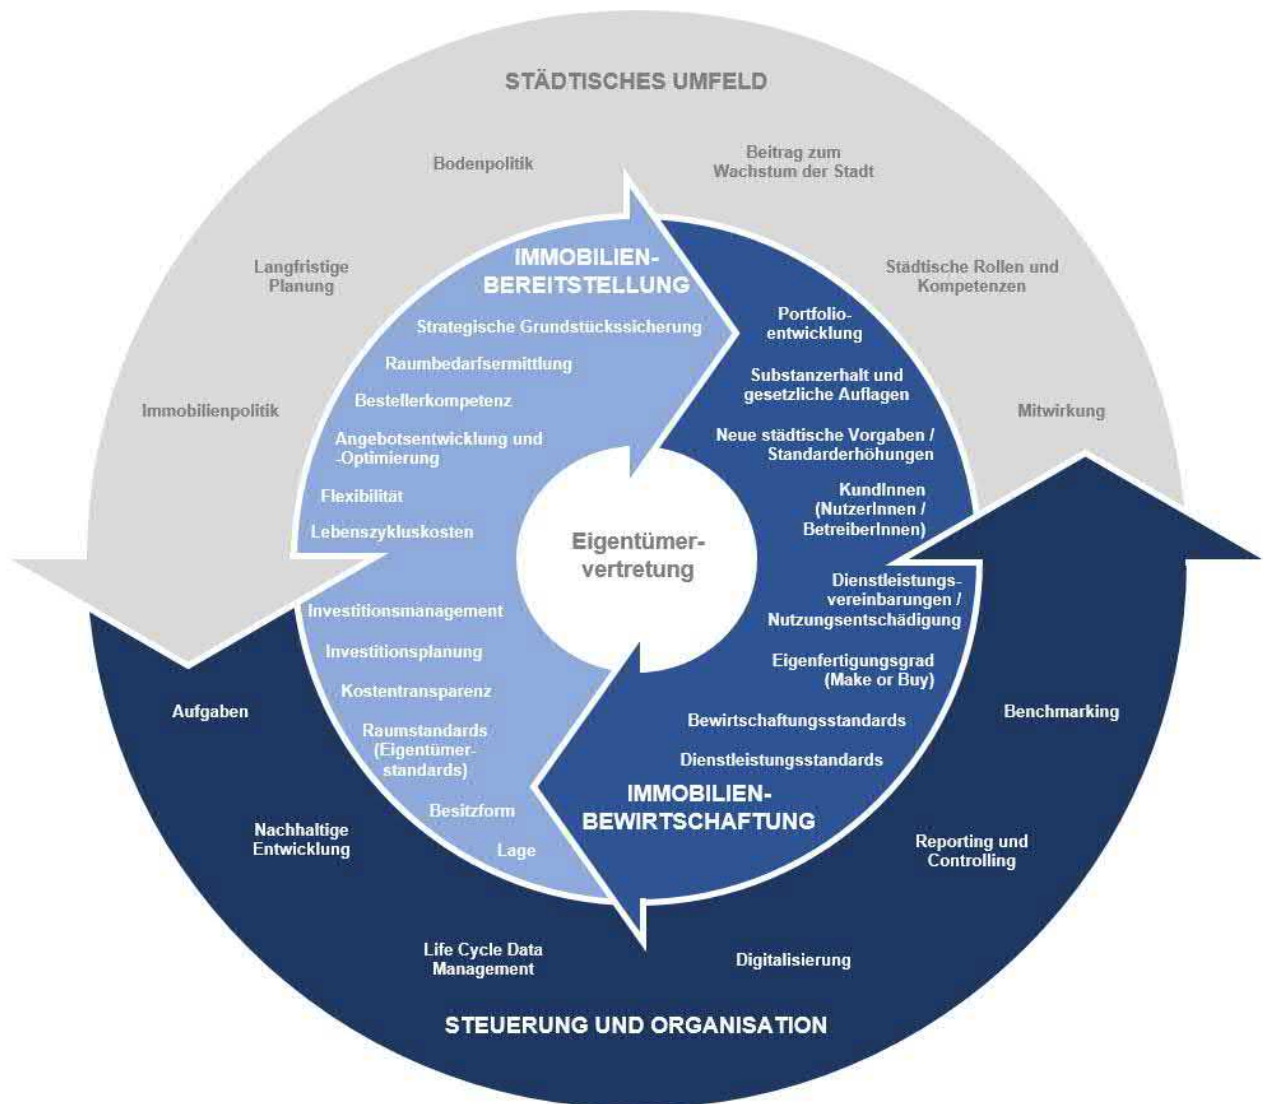 STÄDTISCHES UMFELD
Bodenpolitik
Beitrag zum
Wachstum der Stadt
Langfristige
Planung
Städtische Rollen und
Kompetenzen
Immobilienpolitik
Mitwirkung
IMMOBILIEN-
BEREITSTELLUNG
Strategische Grundstückssicherung
Raumbedarfsermittlung
Bestellerkompetenz
Angebotsentwicklung und
-Optimierung
Flexibilität
Lebenszykluskosten
Investitionsmanagement
Investitionsplanung
Kostentransparenz
Raumstandards
(Eigentümer-
standards)
Besitzform
Lage
Eigentümer-
vertretung
Portfolio-
entwicklung
Substanzerhalt und
gesetzliche Auflagen
Neue städtische Vorgaben /
Standarderhöhungen
KundInnen
(NutzerInnen /
BetreiberInnen)
Dienstleistungs-
vereinbarungen /
Nutzungsentschädigung
Eigenfertigungsgrad
(Make or Buy)
Bewirtschaftungsstandards
Dienstleistungsstandards
IMMOBILIEN-
BEWIRTSCHAFTUNG
Aufgaben
Benchmarking
Nachhaltige
Entwicklung
Reporting und
Controlling
Life Cycle Data
Management
Digitalisierung
STEUERUNG UND ORGANISATION